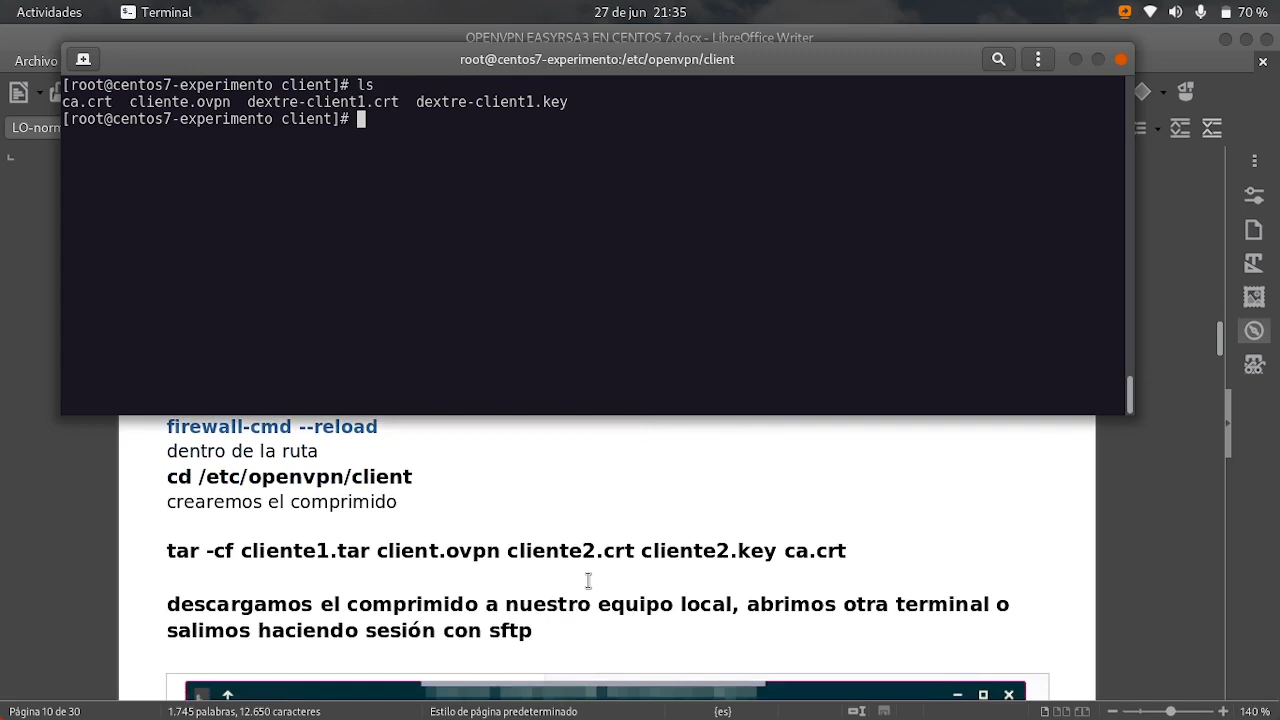 Actividades
Terminal
27 de jun 21:35
70 %
OPENVPN EASYRSA3 EN CENTOS 7.docx - LibreOffice Writer
Archivo
root@centos7-experimento:/etc/openvpn/client
LO-norm
[root@centos7-experimento client]# ls
ca.crt cliente.ovpn dextre-client1.crt dextre-client1.key
[root@centos7-experimento client]#
firewall-cmd --reload
dentro de la ruta
cd /etc/openvpn/client
crearemos el comprimido
tar -cf cliente1.tar client.ovpn cliente2.crt cliente2.key ca.crt
descargamos el comprimido a nuestro equipo local, abrimos otra terminal o
salimos haciendo sesión con sftp
Página 10 de 30
1.745 palabras, 12.650 caracteres
Estilo de página predeterminado
{es}
140 %